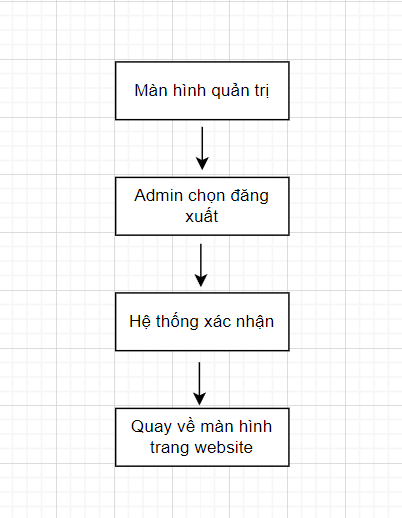 Màn hình quản trị
Admin chọn đăng
xuất
Hệ thống xác nhận
Quay về màn hình
trang website